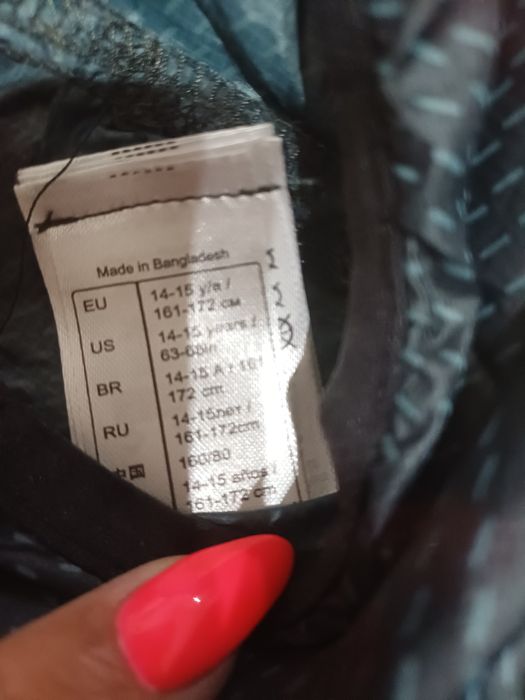 Made in Bangladesh
EU 14-15 y/a /
161-172 см
US 14-15 years /
63-68in
BR 14-15 A /
172 cm
RU 14-15лет /
161-172cm
中国 160/80
14-15 años /
161-172 cm